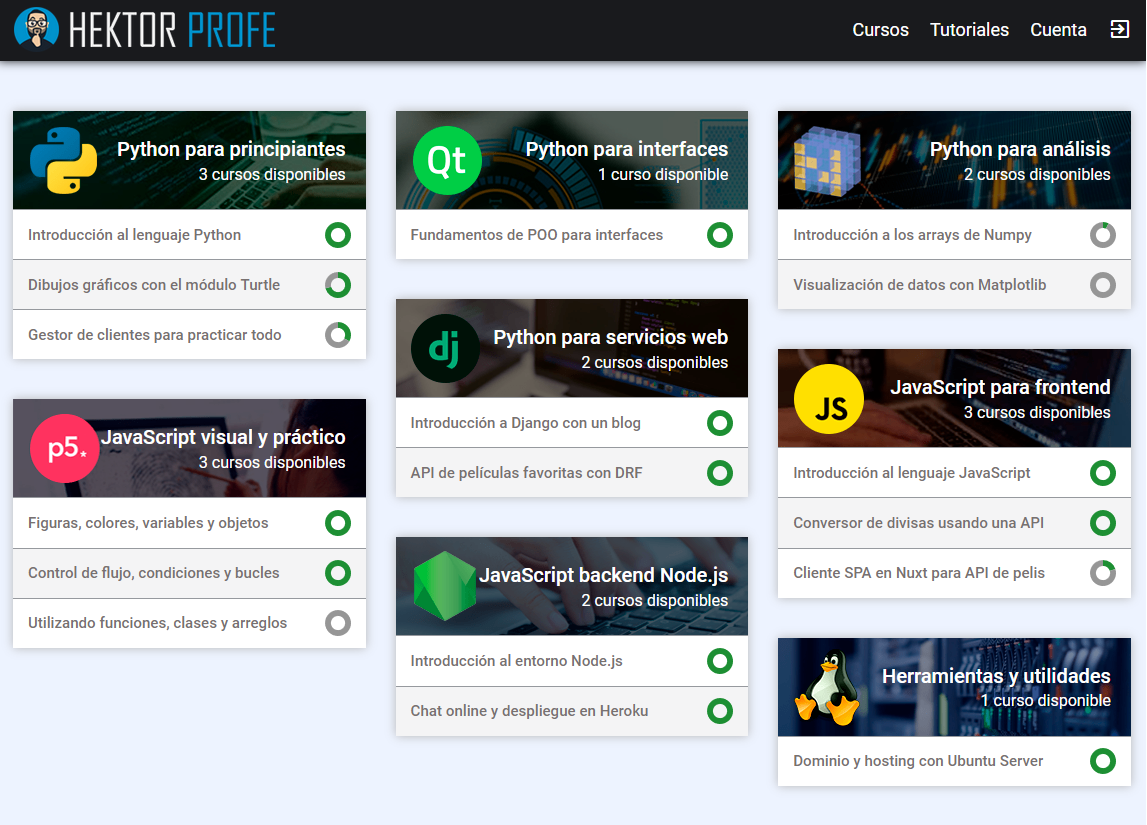 HEKTOR PROFE
Cursos Tutoriales Cuenta
Python para principiantes
3 cursos disponibles
Introducción al lenguaje Python
Dibujos gráficos con el módulo Turtle
Gestor de clientes para practicar todo
p5*
JavaScript visual y práctico
3 cursos disponibles
Figuras, colores, variables y objetos
Control de flujo, condiciones y bucles
Utilizando funciones, clases y arreglos
Qt
Python para interfaces
1 curso disponible
Fundamentos de POO para interfaces
dj
Python para servicios web
2 cursos disponibles
Introducción a Django con un blog
API de películas favoritas con DRF
JavaScript backend Node.js
2 cursos disponibles
Introducción al entorno Node.js
Chat online y despliegue en Heroku
Python para análisis
2 cursos disponibles
Introducción a los arrays de Numpy
Visualización de datos con Matplotlib
JS
JavaScript para frontend
3 cursos disponibles
Introducción al lenguaje JavaScript
Conversor de divisas usando una API
Cliente SPA en Nuxt para API de pelis
Herramientas y utilidades
1 curso disponible
Dominio y hosting con Ubuntu Server